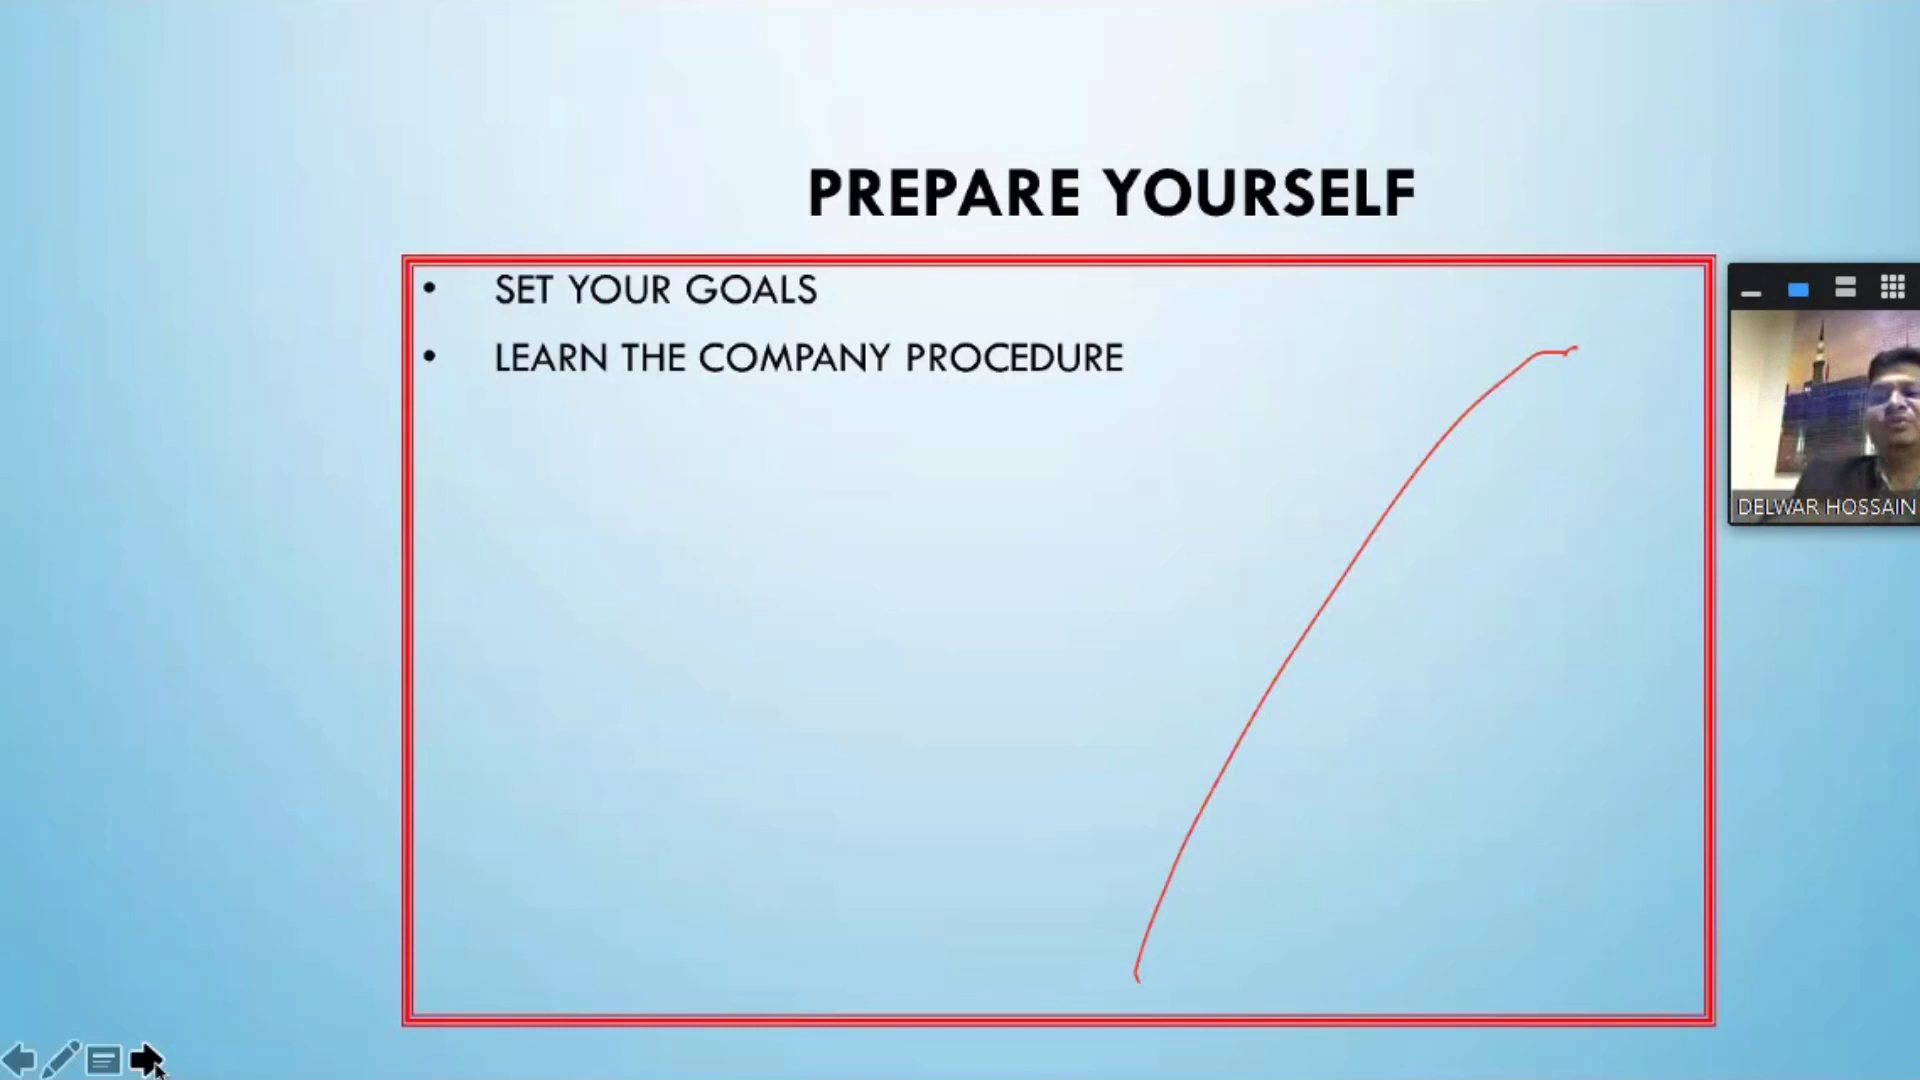 PREPARE YOURSELF
• SET YOUR GOALS
• LEARN THE COMPANY PROCEDURE
DELWAR HOSSAIN